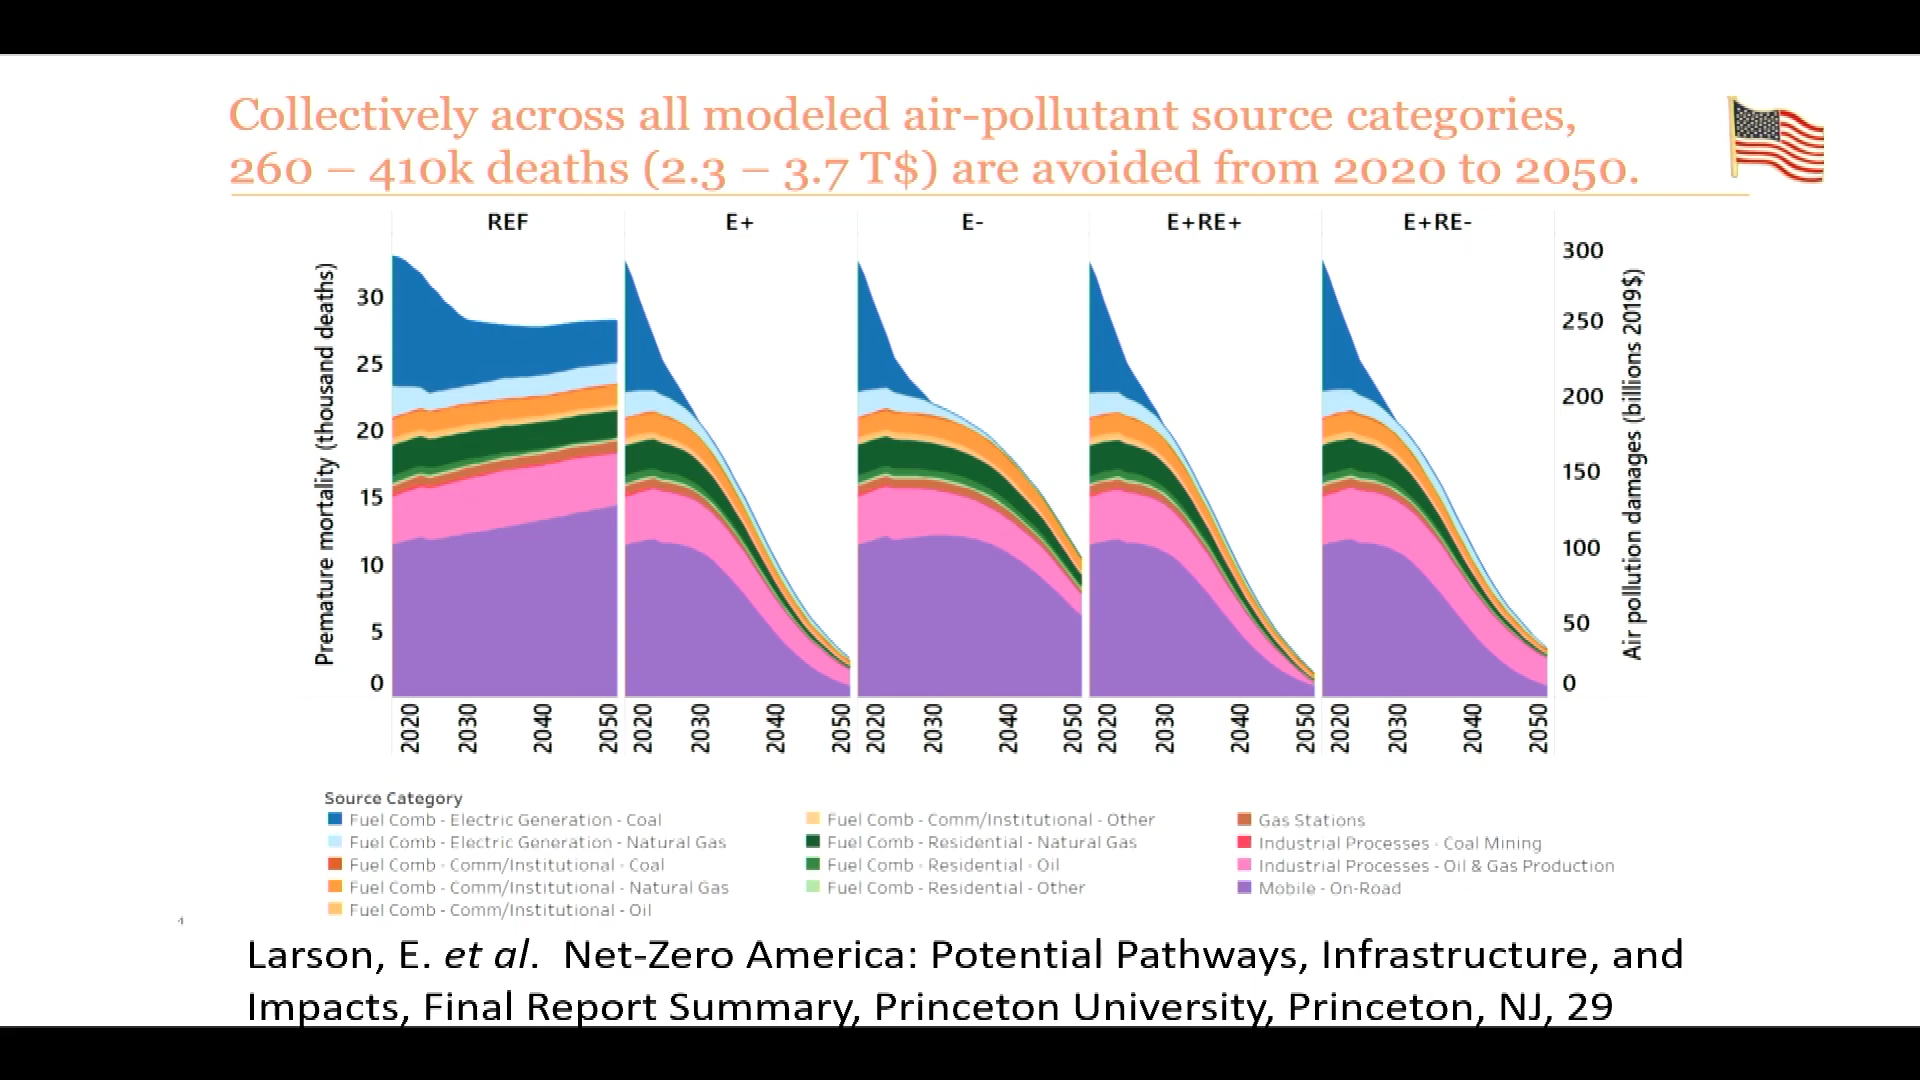 Collectively across all modeled air-pollutant source categories,
260 – 410k deaths (2.3 – 3.7 T$) are avoided from 2020 to 2050.
REF E+ E- E+RE+ E+RE-
Premature mortality (thousand deaths)
30
25
20
15
10
5
0
300
250
200
150
100
50
0
Air pollution damages (billions 2019$)
2020 2030 2040 2050 2020 2030 2040 2050 2020 2030 2040 2050 2020 2030 2040 2050 2020 2030 2040 2050
Source Category
Fuel Comb - Electric Generation - Coal
Fuel Comb - Electric Generation - Natural Gas
Fuel Comb - Comm/Institutional - Coal
Fuel Comb - Comm/Institutional - Natural Gas
Fuel Comb - Comm/Institutional - Oil
Fuel Comb - Comm/Institutional - Other
Fuel Comb - Residential - Natural Gas
Fuel Comb - Residential - Oil
Fuel Comb - Residential - Other
Gas Stations
Industrial Processes - Coal Mining
Industrial Processes - Oil & Gas Production
Mobile - On-Road
4
Larson, E. et al. Net-Zero America: Potential Pathways, Infrastructure, and
Impacts, Final Report Summary, Princeton University, Princeton, NJ, 29